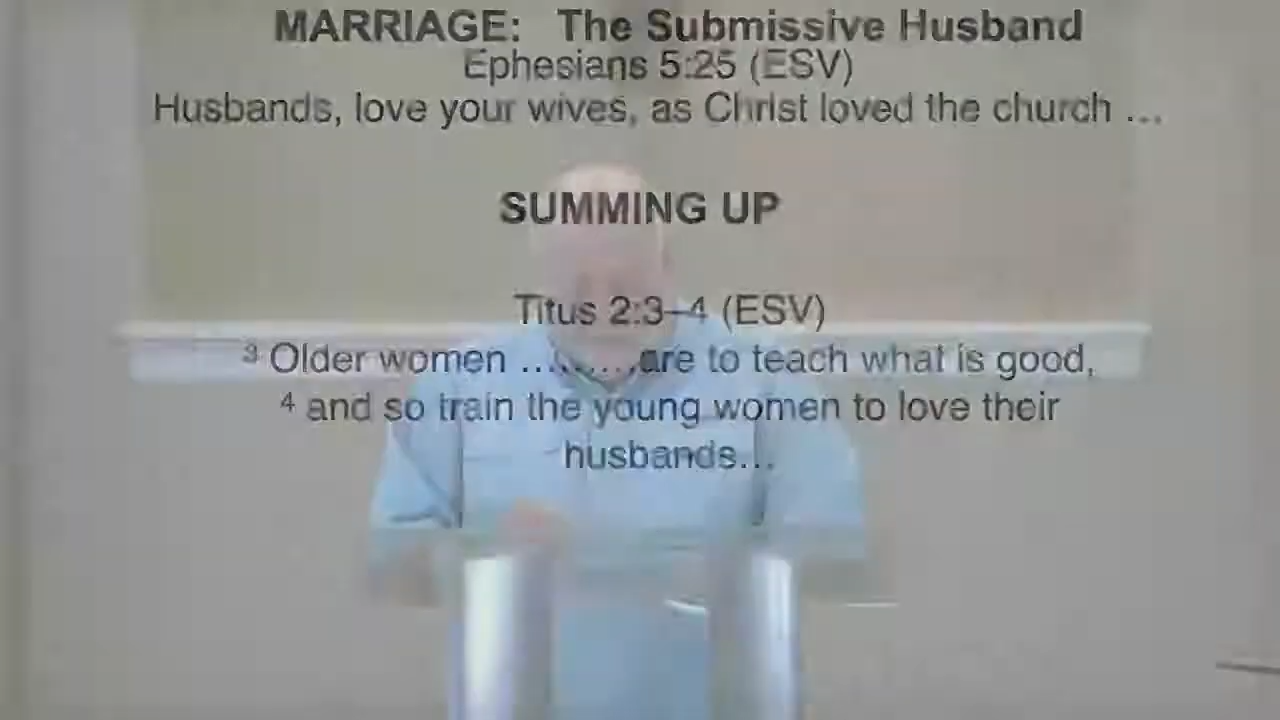 MARRIAGE: The Submissive Husband
Ephesians 5:25 (ESV)
Husbands, love your wives, as Christ loved the church ...
SUMMING UP
Titus 2:3–4 (ESV)
3 Older women .........are to teach what is good,
4 and so train the young women to love their
husbands...